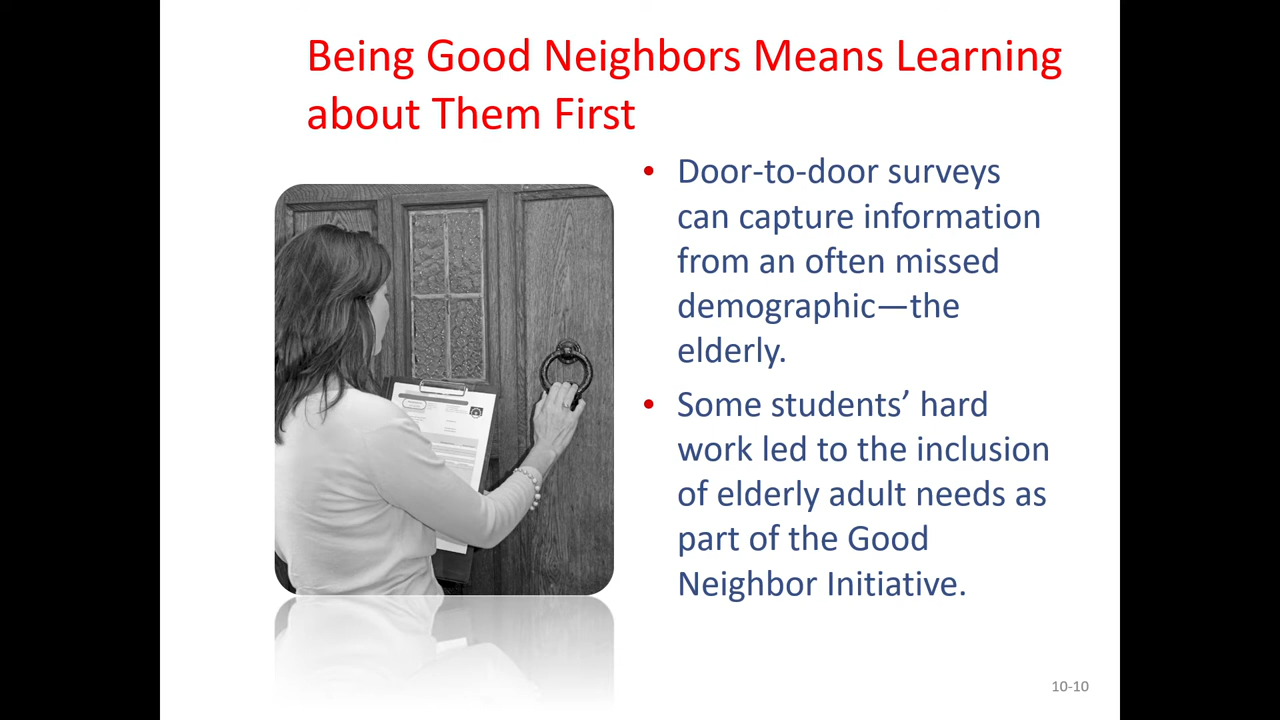 Being Good Neighbors Means Learning
about Them First
• Door-to-door surveys
can capture information
from an often missed
demographic—the
elderly.
• Some students’ hard
work led to the inclusion
of elderly adult needs as
part of the Good
Neighbor Initiative.
10-10